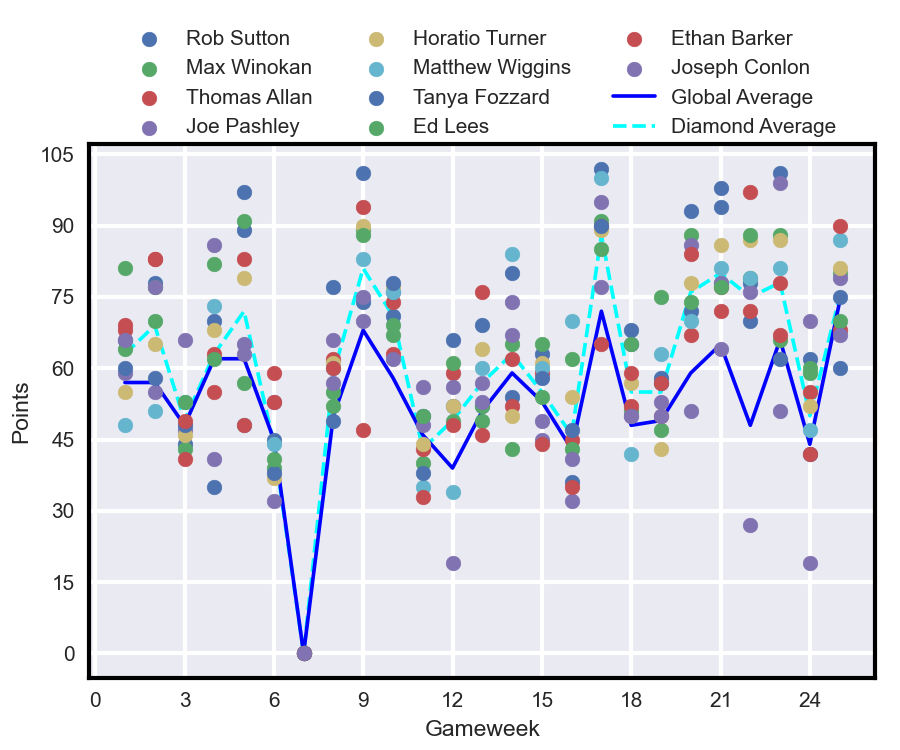 Rob Sutton
Max Winokan
Thomas Allan
Joe Pashley
Horatio Turner
Matthew Wiggins
Tanya Fozzard
Ed Lees
Ethan Barker
Joseph Conlon
Global Average
Diamond Average
105
90
75
60
45
30
15
0
Points
0 3 6 9 12 15 18 21 24
Gameweek